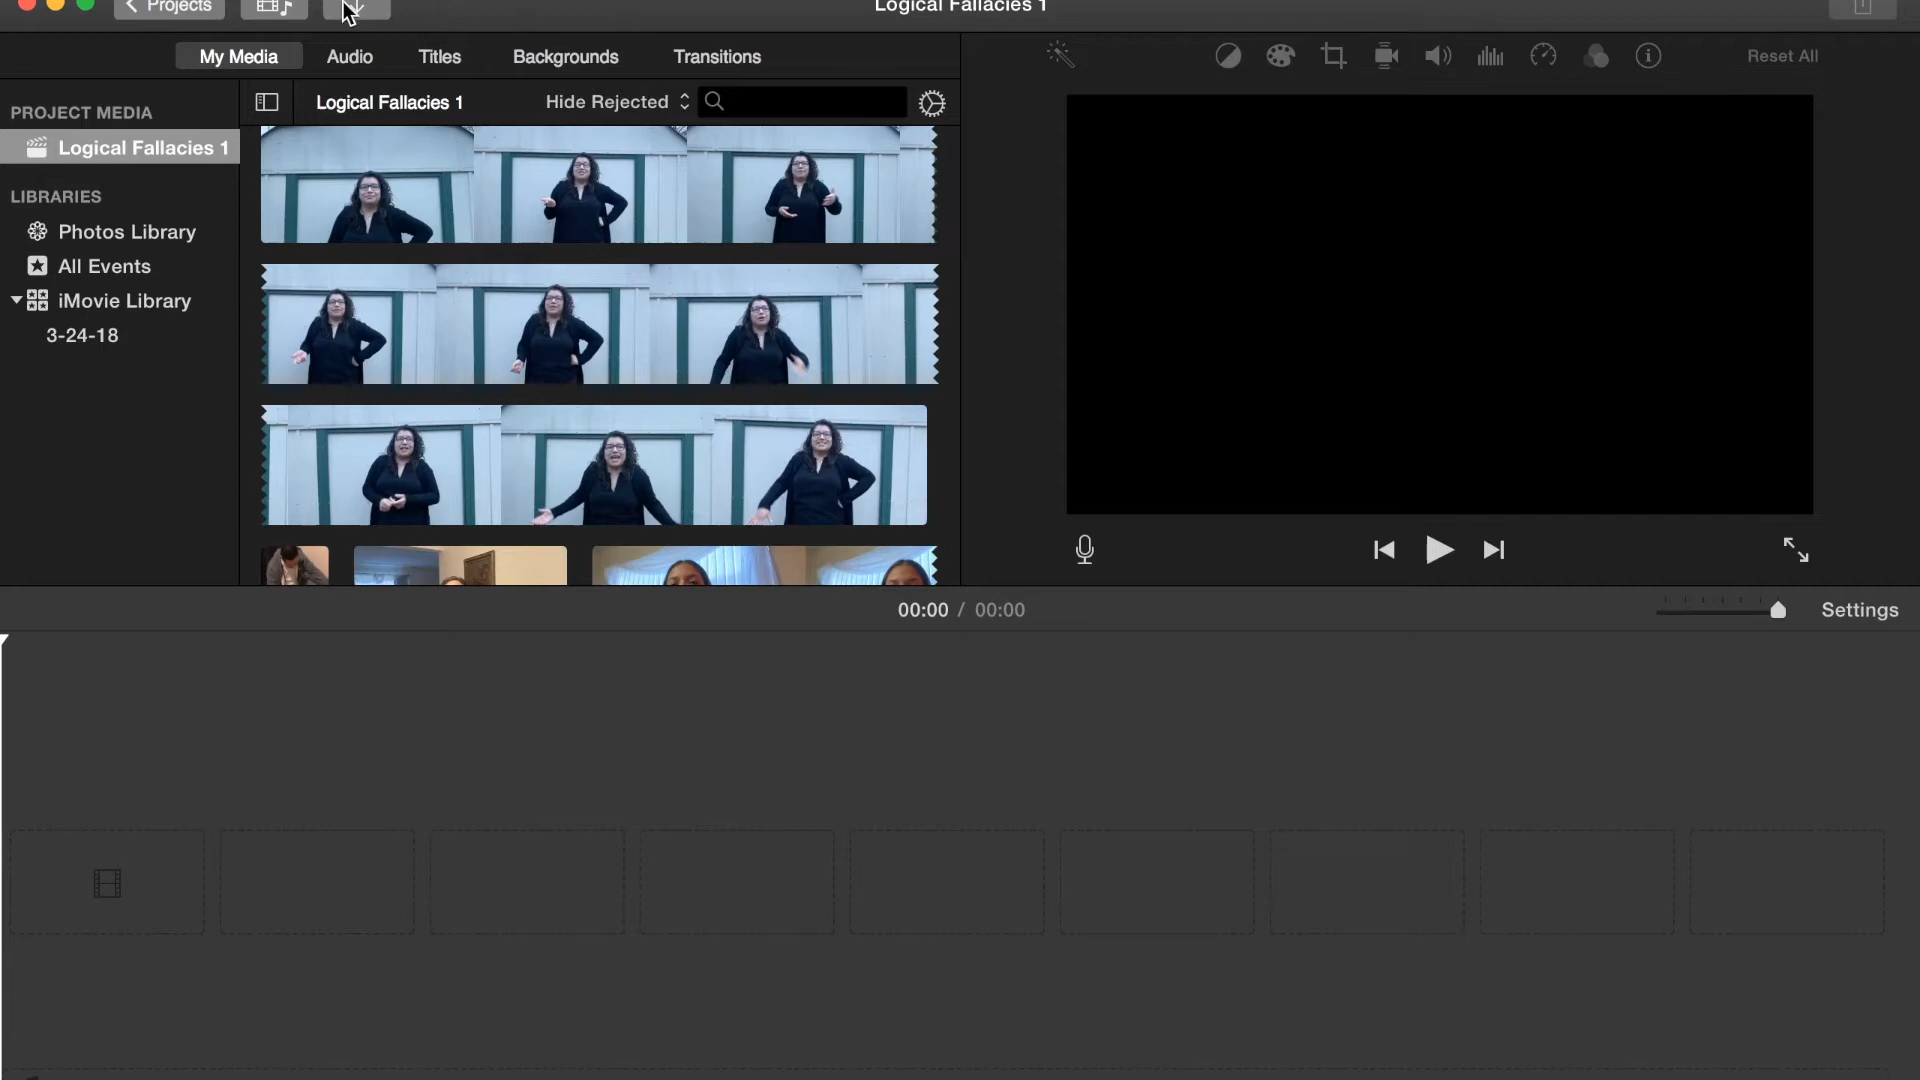 Projects
Logical Fallacies 1
My Media
Audio
Titles
Backgrounds
Transitions
Reset All
PROJECT MEDIA
Logical Fallacies 1
Hide Rejected
Logical Fallacies 1
LIBRARIES
Photos Library
All Events
iMovie Library
3-24-18
00:00 / 00:00
Settings